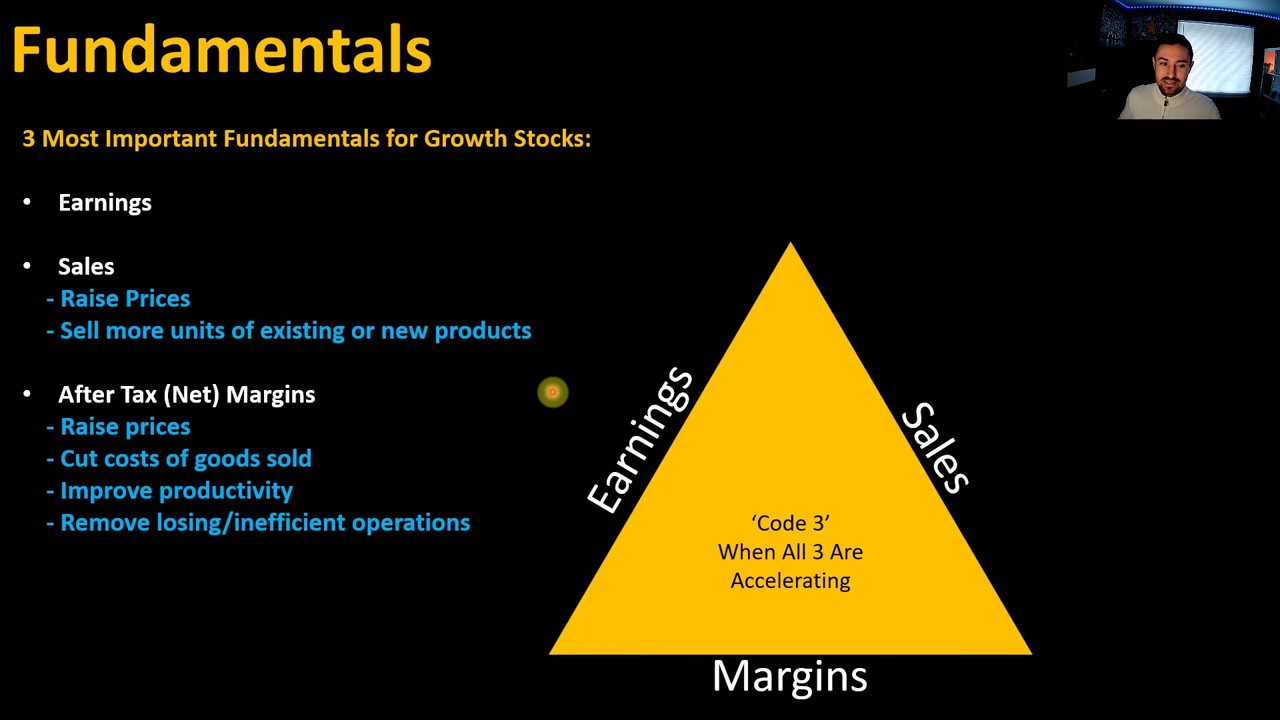 Fundamentals
3 Most Important Fundamentals for Growth Stocks:
• Earnings
• Sales
- Raise Prices
- Sell more units of existing or new products
• After Tax (Net) Margins
- Raise prices
- Cut costs of goods sold
- Improve productivity
- Remove losing/inefficient operations
Earnings
Sales
‘Code 3’
When All 3 Are
Accelerating
Margins